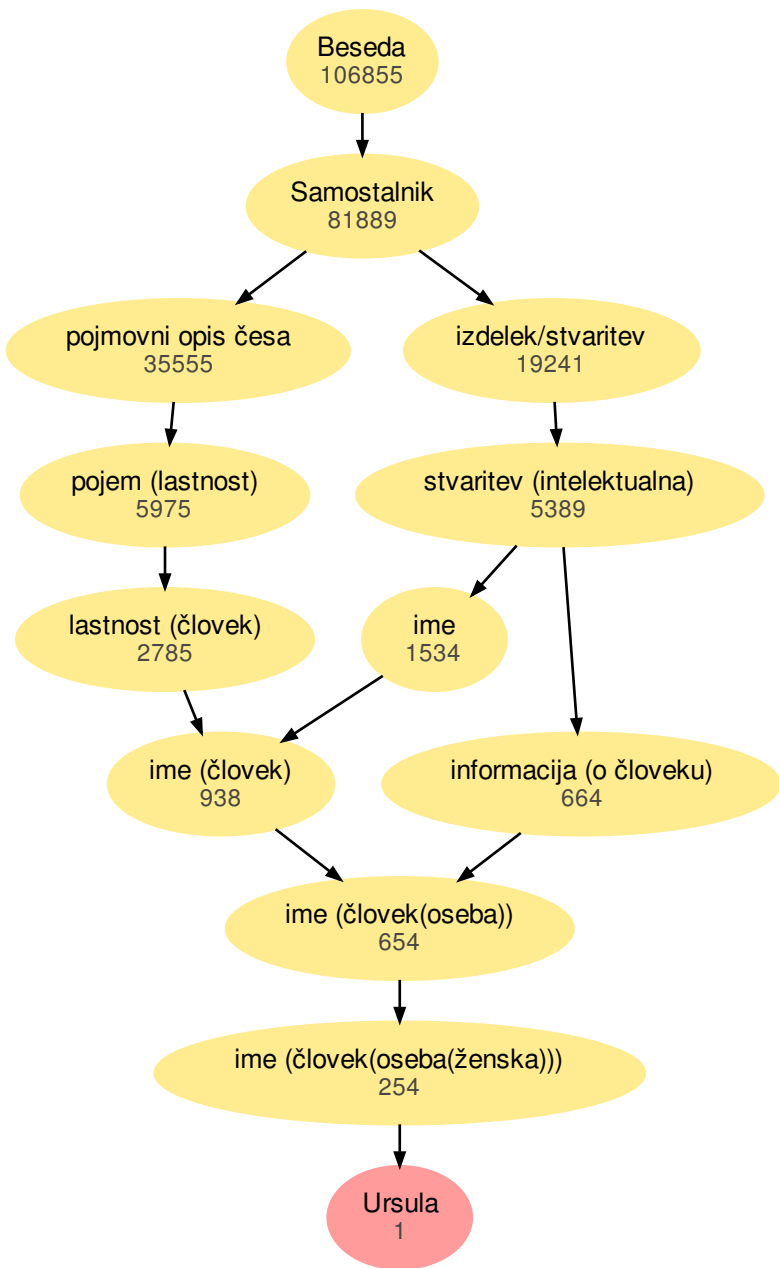 Beseda
106855
Samostalnik
81889
pojmovni opis česa
35555
izdelek/stvaritev
19241
pojem (lastnost)
5975
stvaritev (intelektualna)
5389
lastnost (človek)
2785
ime
1534
ime (človek)
938
informacija (o človeku)
664
ime (človek(oseba))
654
ime (človek(oseba(ženska)))
254
Ursula
1